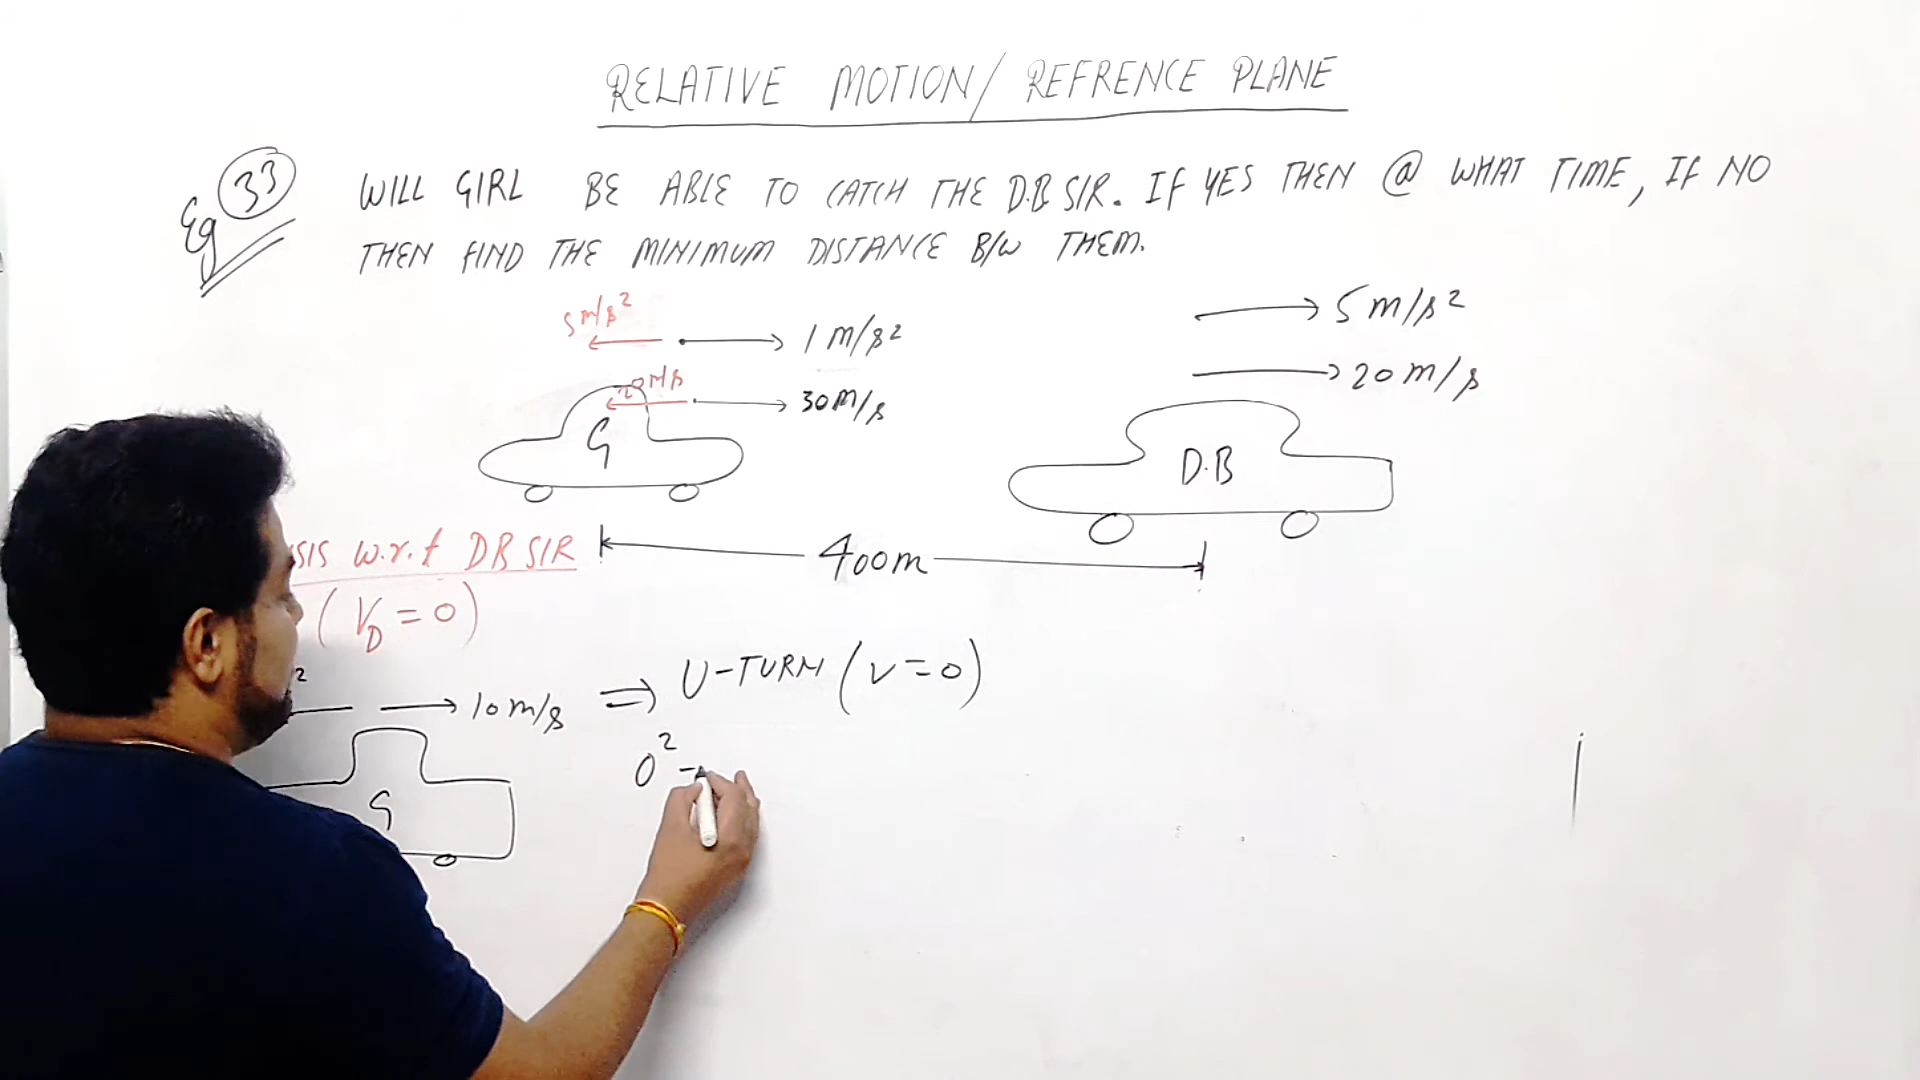 RELATIVE MOTION/ REFRENCE PLANE
Eg 33 WILL GIRL BE ABLE TO CATCH THE D.B SIR. IF YES THEN @ WHAT TIME, IF NO
THEN FIND THE MINIMUM DISTANCE B/W THEM.
5m/s² 1 m/s² 5 m/s²
20m/s 30m/s 20 m/s
G D.B
SIS w.r.t DB SIR 400m
(V_D = 0)
² 10 m/s ⇒ U-TURN (v=0)
0²
G